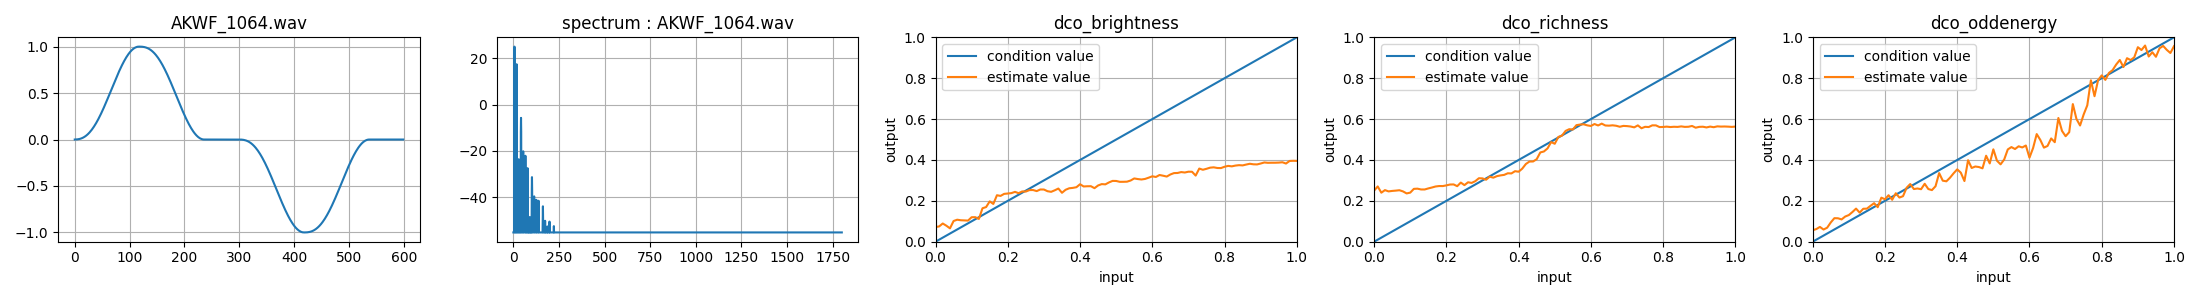 AKWF_1064.wav
1.0
0.5
0.0
−0.5
−1.0
0 100 200 300 400 500 600
spectrum : AKWF_1064.wav
20
0
−20
−40
0 250 500 750 1000 1250 1500 1750
dco_brightness
condition value
estimate value
output
1.0
0.8
0.6
0.4
0.2
0.0
0.0 0.2 0.4 0.6 0.8 1.0
input
dco_richness
condition value
estimate value
output
1.0
0.8
0.6
0.4
0.2
0.0
0.0 0.2 0.4 0.6 0.8 1.0
input
dco_oddenergy
condition value
estimate value
output
1.0
0.8
0.6
0.4
0.2
0.0
0.0 0.2 0.4 0.6 0.8 1.0
input